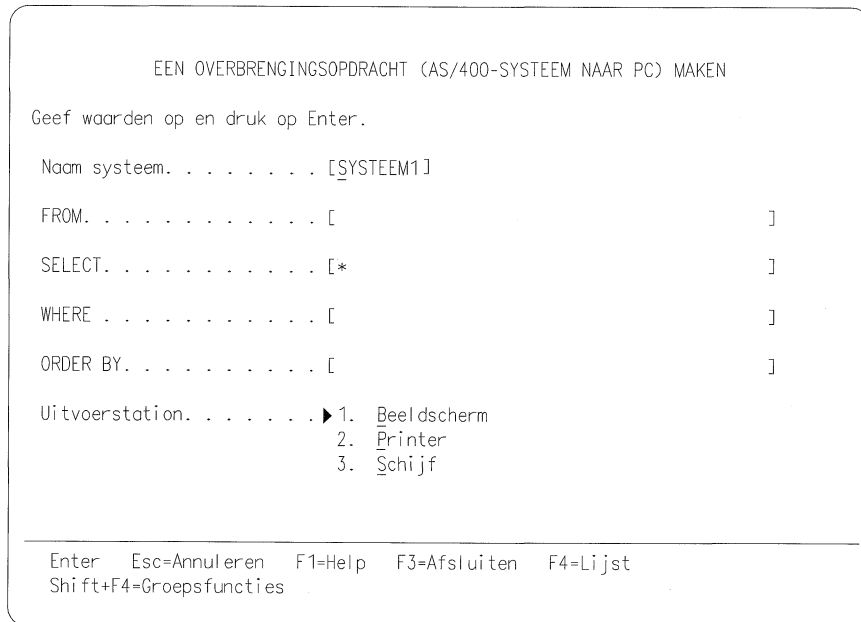 EEN OVERBRENGINGSOPDRACHT (AS/400-SYSTEEM NAAR PC) MAKEN
Geef waarden op en druk op Enter.
Naam systeem. . . . . . . . [SYSTEEM1]
FROM. . . . . . . . . . . . [ ]
SELECT. . . . . . . . . . . [* ]
WHERE . . . . . . . . . . . [ ]
ORDER BY. . . . . . . . . . [ ]
Uitvoerstation. . . . . . . ▶1. Beeldscherm
2. Printer
3. Schijf
Enter Esc=Annuleren F1=Help F3=Afsluiten F4=Lijst
Shift+F4=Groepsfuncties